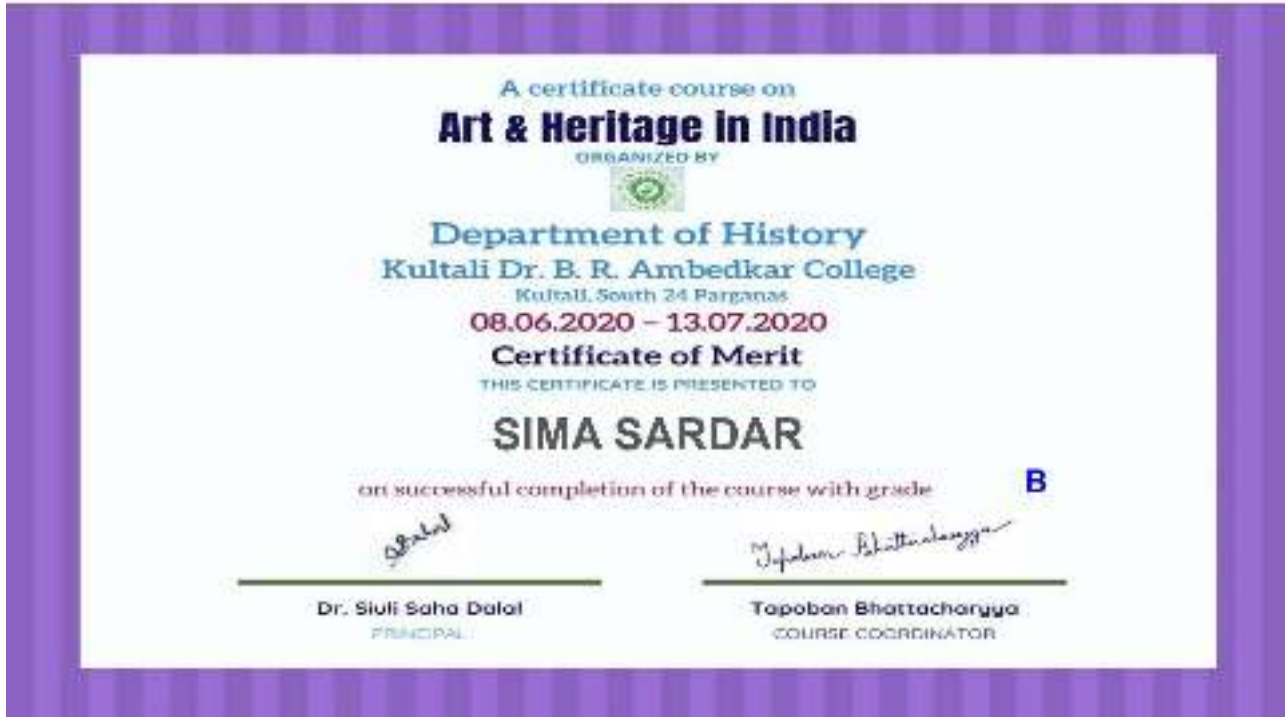 A certificate course on
Art & Heritage in India
ORGANIZED BY
Department of History
Kultali Dr. B. R. Ambedkar College
Kultali, South 24 Parganas
08.06.2020 – 13.07.2020
Certificate of Merit
THIS CERTIFICATE IS PRESENTED TO
SIMA SARDAR
on successful completion of the course with grade B
Tapoban Bhattacharyya
Dr. Siuli Saha Dalal Tapoban Bhattacharyya
PRINCIPAL COURSE COORDINATOR